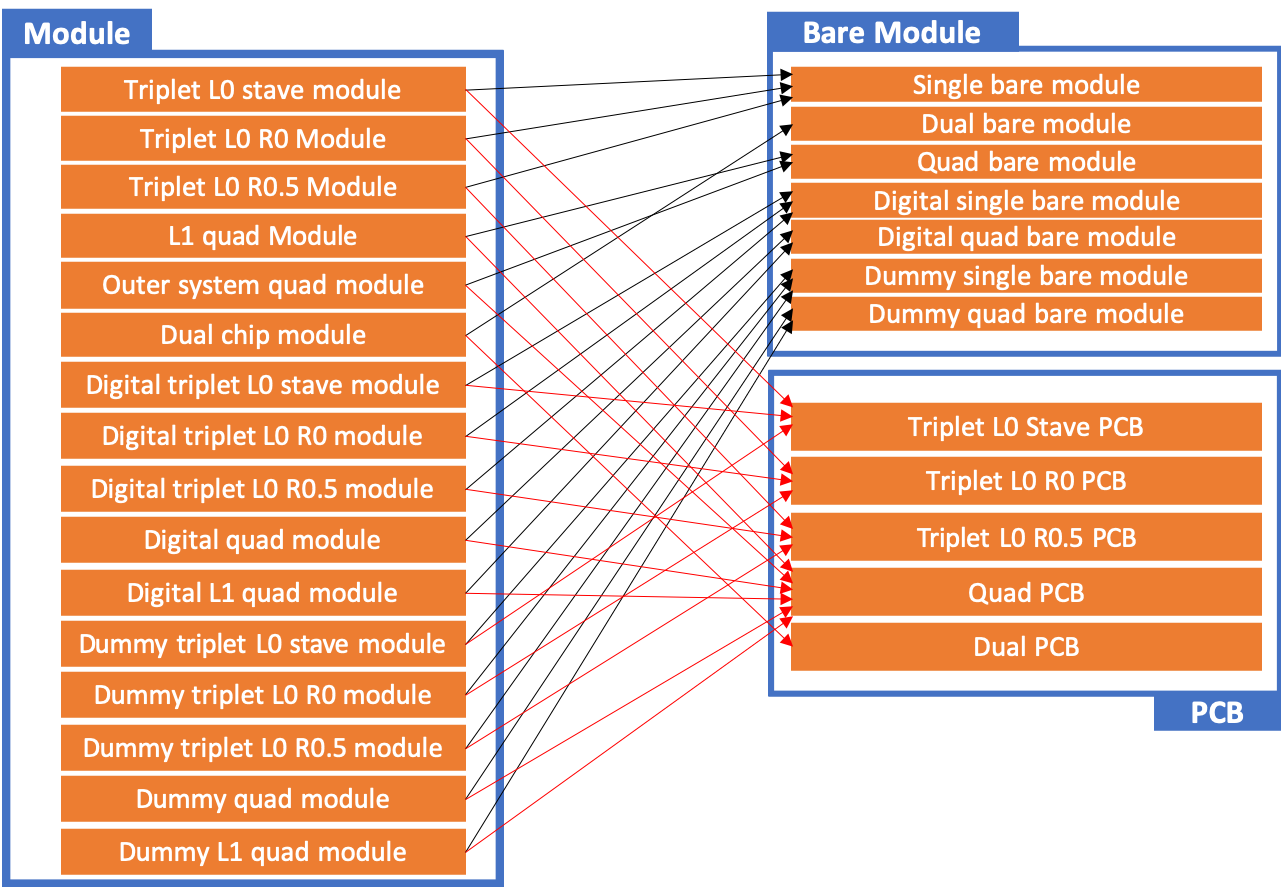 Module
Triplet L0 stave module
Triplet L0 R0 Module
Triplet L0 R0.5 Module
L1 quad Module
Outer system quad module
Dual chip module
Digital triplet L0 stave module
Digital triplet L0 R0 module
Digital triplet L0 R0.5 module
Digital quad module
Digital L1 quad module
Dummy triplet L0 stave module
Dummy triplet L0 R0 module
Dummy triplet L0 R0.5 module
Dummy quad module
Dummy L1 quad module
Bare Module
Single bare module
Dual bare module
Quad bare module
Digital single bare module
Digital quad bare module
Dummy single bare module
Dummy quad bare module
Triplet L0 Stave PCB
Triplet L0 R0 PCB
Triplet L0 R0.5 PCB
Quad PCB
Dual PCB
PCB